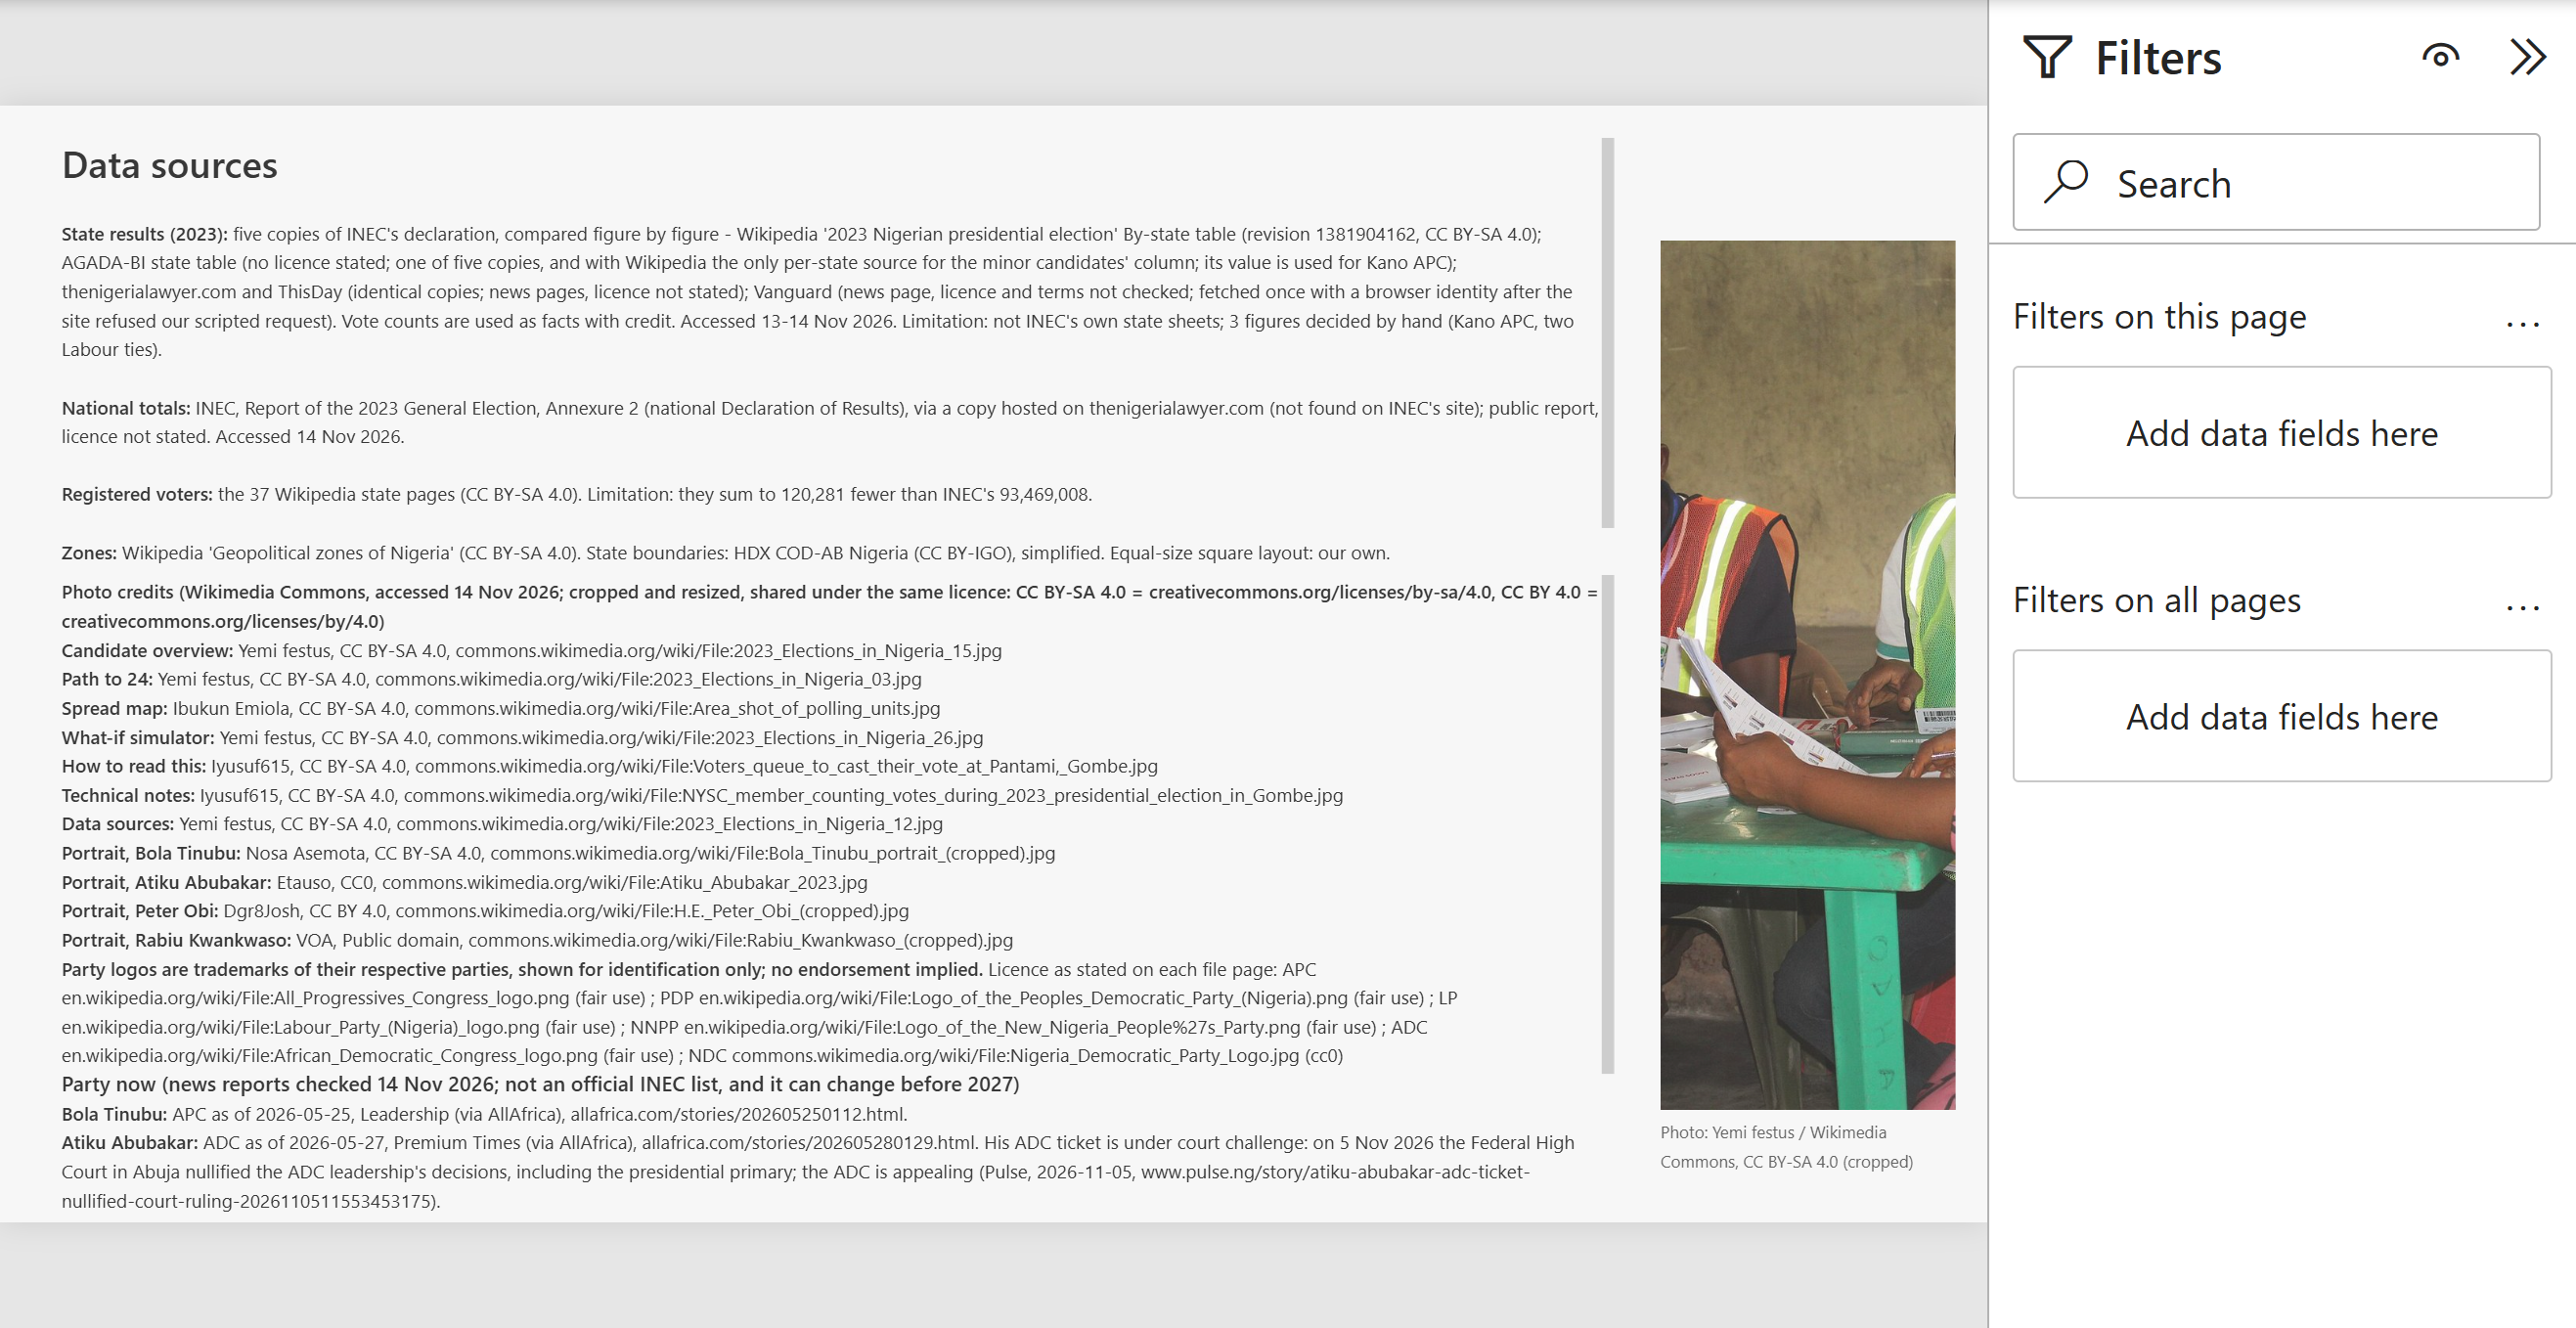 Data sources
State results (2023): five copies of INEC's declaration, compared figure by figure - Wikipedia '2023 Nigerian presidential election' By-state table (revision 1381904162, CC BY-SA 4.0);
AGADA-BI state table (no licence stated; one of five copies, and with Wikipedia the only per-state source for the minor candidates' column; its value is used for Kano APC);
thenigerialawyer.com and ThisDay (identical copies; news pages, licence not stated); Vanguard (news page, licence and terms not checked; fetched once with a browser identity after the
site refused our scripted request). Vote counts are used as facts with credit. Accessed 13-14 Nov 2026. Limitation: not INEC's own state sheets; 3 figures decided by hand (Kano APC, two
Labour ties).
National totals: INEC, Report of the 2023 General Election, Annexure 2 (national Declaration of Results), via a copy hosted on thenigerialawyer.com (not found on INEC's site); public report,
licence not stated. Accessed 14 Nov 2026.
Registered voters: the 37 Wikipedia state pages (CC BY-SA 4.0). Limitation: they sum to 120,281 fewer than INEC's 93,469,008.
Zones: Wikipedia 'Geopolitical zones of Nigeria' (CC BY-SA 4.0). State boundaries: HDX COD-AB Nigeria (CC BY-IGO), simplified. Equal-size square layout: our own.
Photo credits (Wikimedia Commons, accessed 14 Nov 2026; cropped and resized, shared under the same licence: CC BY-SA 4.0 = creativecommons.org/licenses/by-sa/4.0, CC BY 4.0 =
creativecommons.org/licenses/by/4.0)
Candidate overview: Yemi festus, CC BY-SA 4.0, commons.wikimedia.org/wiki/File:2023_Elections_in_Nigeria_15.jpg
Path to 24: Yemi festus, CC BY-SA 4.0, commons.wikimedia.org/wiki/File:2023_Elections_in_Nigeria_03.jpg
Spread map: Ibukun Emiola, CC BY-SA 4.0, commons.wikimedia.org/wiki/File:Area_shot_of_polling_units.jpg
What-if simulator: Yemi festus, CC BY-SA 4.0, commons.wikimedia.org/wiki/File:2023_Elections_in_Nigeria_26.jpg
How to read this: Iyusuf615, CC BY-SA 4.0, commons.wikimedia.org/wiki/File:Voters_queue_to_cast_their_vote_at_Pantami,_Gombe.jpg
Technical notes: Iyusuf615, CC BY-SA 4.0, commons.wikimedia.org/wiki/File:NYSC_member_counting_votes_during_2023_presidential_election_in_Gombe.jpg
Data sources: Yemi festus, CC BY-SA 4.0, commons.wikimedia.org/wiki/File:2023_Elections_in_Nigeria_12.jpg
Portrait, Bola Tinubu: Nosa Asemota, CC BY-SA 4.0, commons.wikimedia.org/wiki/File:Bola_Tinubu_portrait_(cropped).jpg
Portrait, Atiku Abubakar: Etauso, CC0, commons.wikimedia.org/wiki/File:Atiku_Abubakar_2023.jpg
Portrait, Peter Obi: Dgr8Josh, CC BY 4.0, commons.wikimedia.org/wiki/File:H.E._Peter_Obi_(cropped).jpg
Portrait, Rabiu Kwankwaso: VOA, Public domain, commons.wikimedia.org/wiki/File:Rabiu_Kwankwaso_(cropped).jpg
Party logos are trademarks of their respective parties, shown for identification only; no endorsement implied. Licence as stated on each file page: APC
en.wikipedia.org/wiki/File:All_Progressives_Congress_logo.png (fair use) ; PDP en.wikipedia.org/wiki/File:Logo_of_the_Peoples_Democratic_Party_(Nigeria).png (fair use) ; LP
en.wikipedia.org/wiki/File:Labour_Party_(Nigeria)_logo.png (fair use) ; NNPP en.wikipedia.org/wiki/File:Logo_of_the_New_Nigeria_People%27s_Party.png (fair use) ; ADC
en.wikipedia.org/wiki/File:African_Democratic_Congress_logo.png (fair use) ; NDC commons.wikimedia.org/wiki/File:Nigeria_Democratic_Party_Logo.jpg (cc0)
Party now (news reports checked 14 Nov 2026; not an official INEC list, and it can change before 2027)
Bola Tinubu: APC as of 2026-05-25, Leadership (via AllAfrica), allafrica.com/stories/202605250112.html.
Atiku Abubakar: ADC as of 2026-05-27, Premium Times (via AllAfrica), allafrica.com/stories/202605280129.html. His ADC ticket is under court challenge: on 5 Nov 2026 the Federal High
Court in Abuja nullified the ADC leadership's decisions, including the presidential primary; the ADC is appealing (Pulse, 2026-11-05, www.pulse.ng/story/atiku-abubakar-adc-ticket-
nullified-court-ruling-2026110511553453175).
Photo: Yemi festus / Wikimedia
Commons, CC BY-SA 4.0 (cropped)
Filters
Search
Filters on this page
...
Add data fields here
Filters on all pages
...
Add data fields here